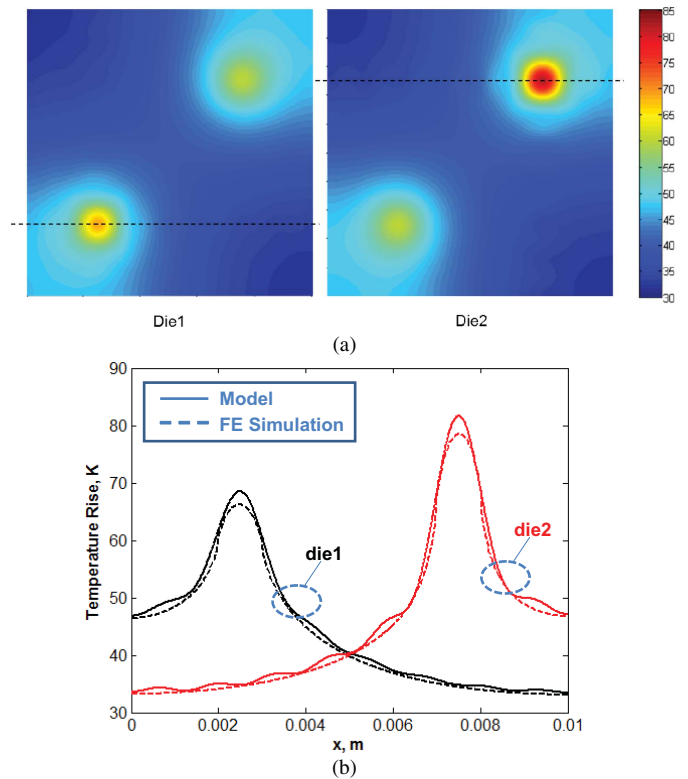 85
80
75
70
65
60
55
50
45
40
35
30
Die1 Die2
(a)
90
80
70
60
50
40
30
Temperature Rise, K
Model
FE Simulation
die1
die2
0 0.002 0.004 0.006 0.008 0.01
x, m
(b)